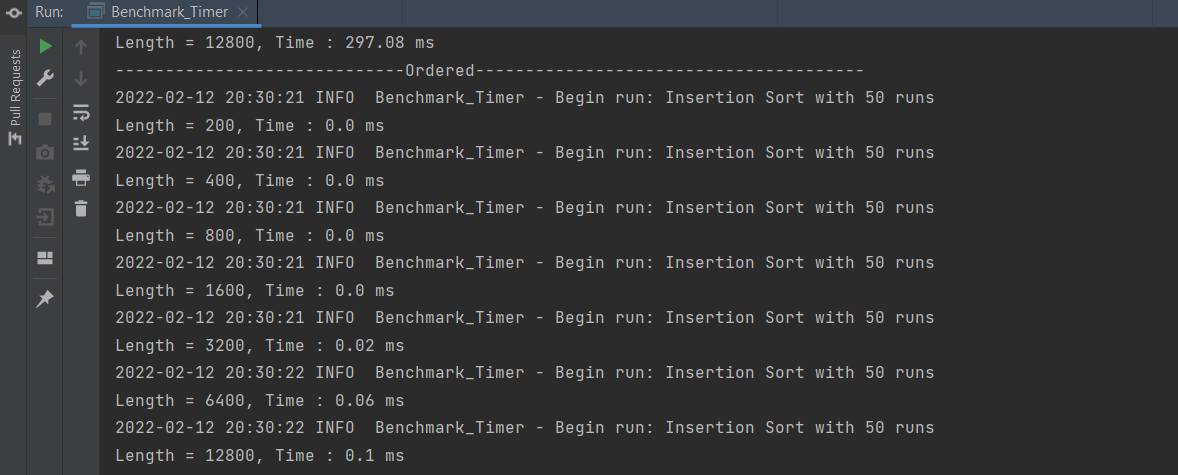 Run: Benchmark_Timer
Pull Requests
Length = 12800, Time : 297.08 ms
-----------------------------Ordered---------------------------------------
2022-02-12 20:30:21 INFO  Benchmark_Timer - Begin run: Insertion Sort with 50 runs
Length = 200, Time : 0.0 ms
2022-02-12 20:30:21 INFO  Benchmark_Timer - Begin run: Insertion Sort with 50 runs
Length = 400, Time : 0.0 ms
2022-02-12 20:30:21 INFO  Benchmark_Timer - Begin run: Insertion Sort with 50 runs
Length = 800, Time : 0.0 ms
2022-02-12 20:30:21 INFO  Benchmark_Timer - Begin run: Insertion Sort with 50 runs
Length = 1600, Time : 0.0 ms
2022-02-12 20:30:21 INFO  Benchmark_Timer - Begin run: Insertion Sort with 50 runs
Length = 3200, Time : 0.02 ms
2022-02-12 20:30:22 INFO  Benchmark_Timer - Begin run: Insertion Sort with 50 runs
Length = 6400, Time : 0.06 ms
2022-02-12 20:30:22 INFO  Benchmark_Timer - Begin run: Insertion Sort with 50 runs
Length = 12800, Time : 0.1 ms